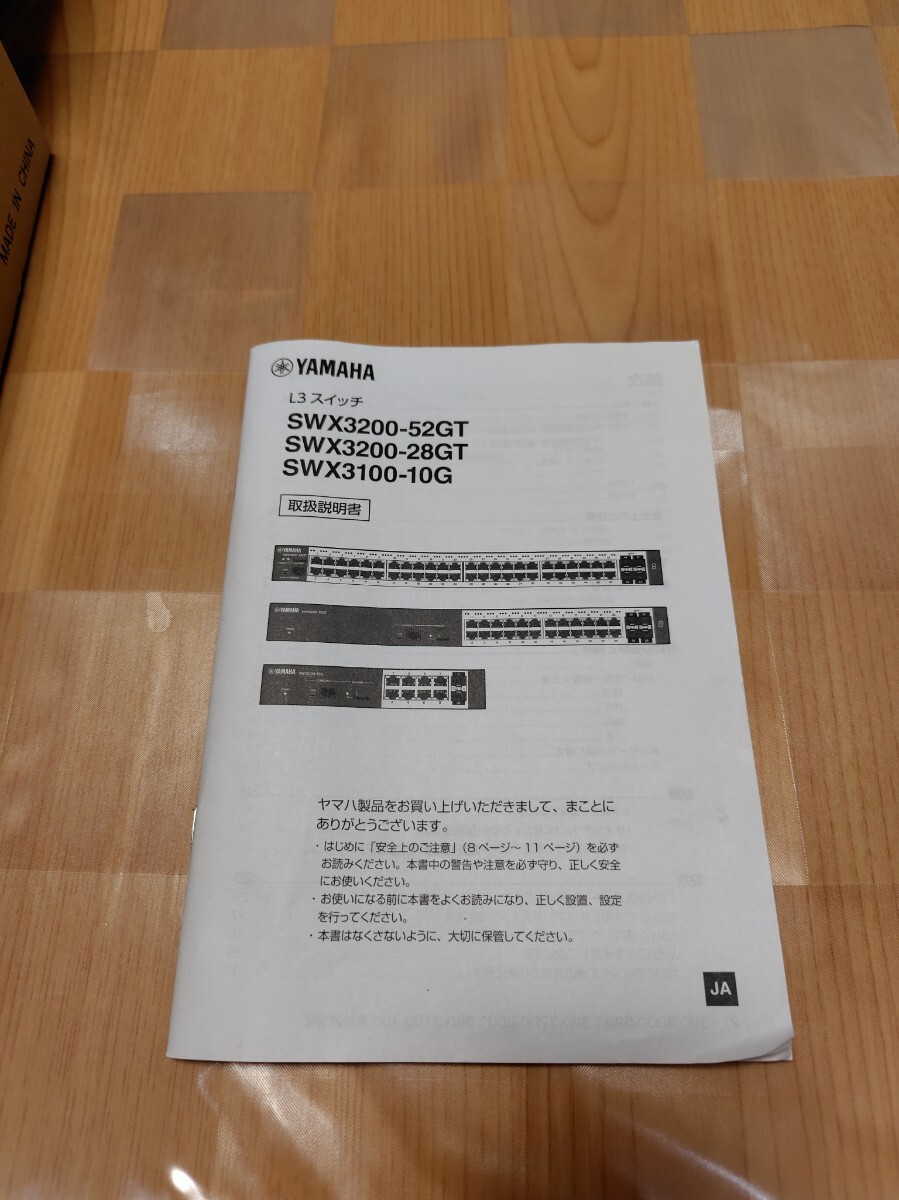 MADE IN CHINA
YAMAHA
L3 スイッチ
SWX3200-52GT
SWX3200-28GT
SWX3100-10G
取扱説明書
YAMAHA
YAMAHA
YAMAHA
ヤマハ製品をお買い上げいただきまして、まことに
ありがとうございます。
・はじめに「安全上のご注意」（8 ページ～ 11 ページ）を必ず
お読みください。本書中の警告や注意を必ず守り、正しく安全
にお使いください。
・お使いになる前に本書をよくお読みになり、正しく設置、設定
を行ってください。
・本書はなくさないように、大切に保管してください。
JA